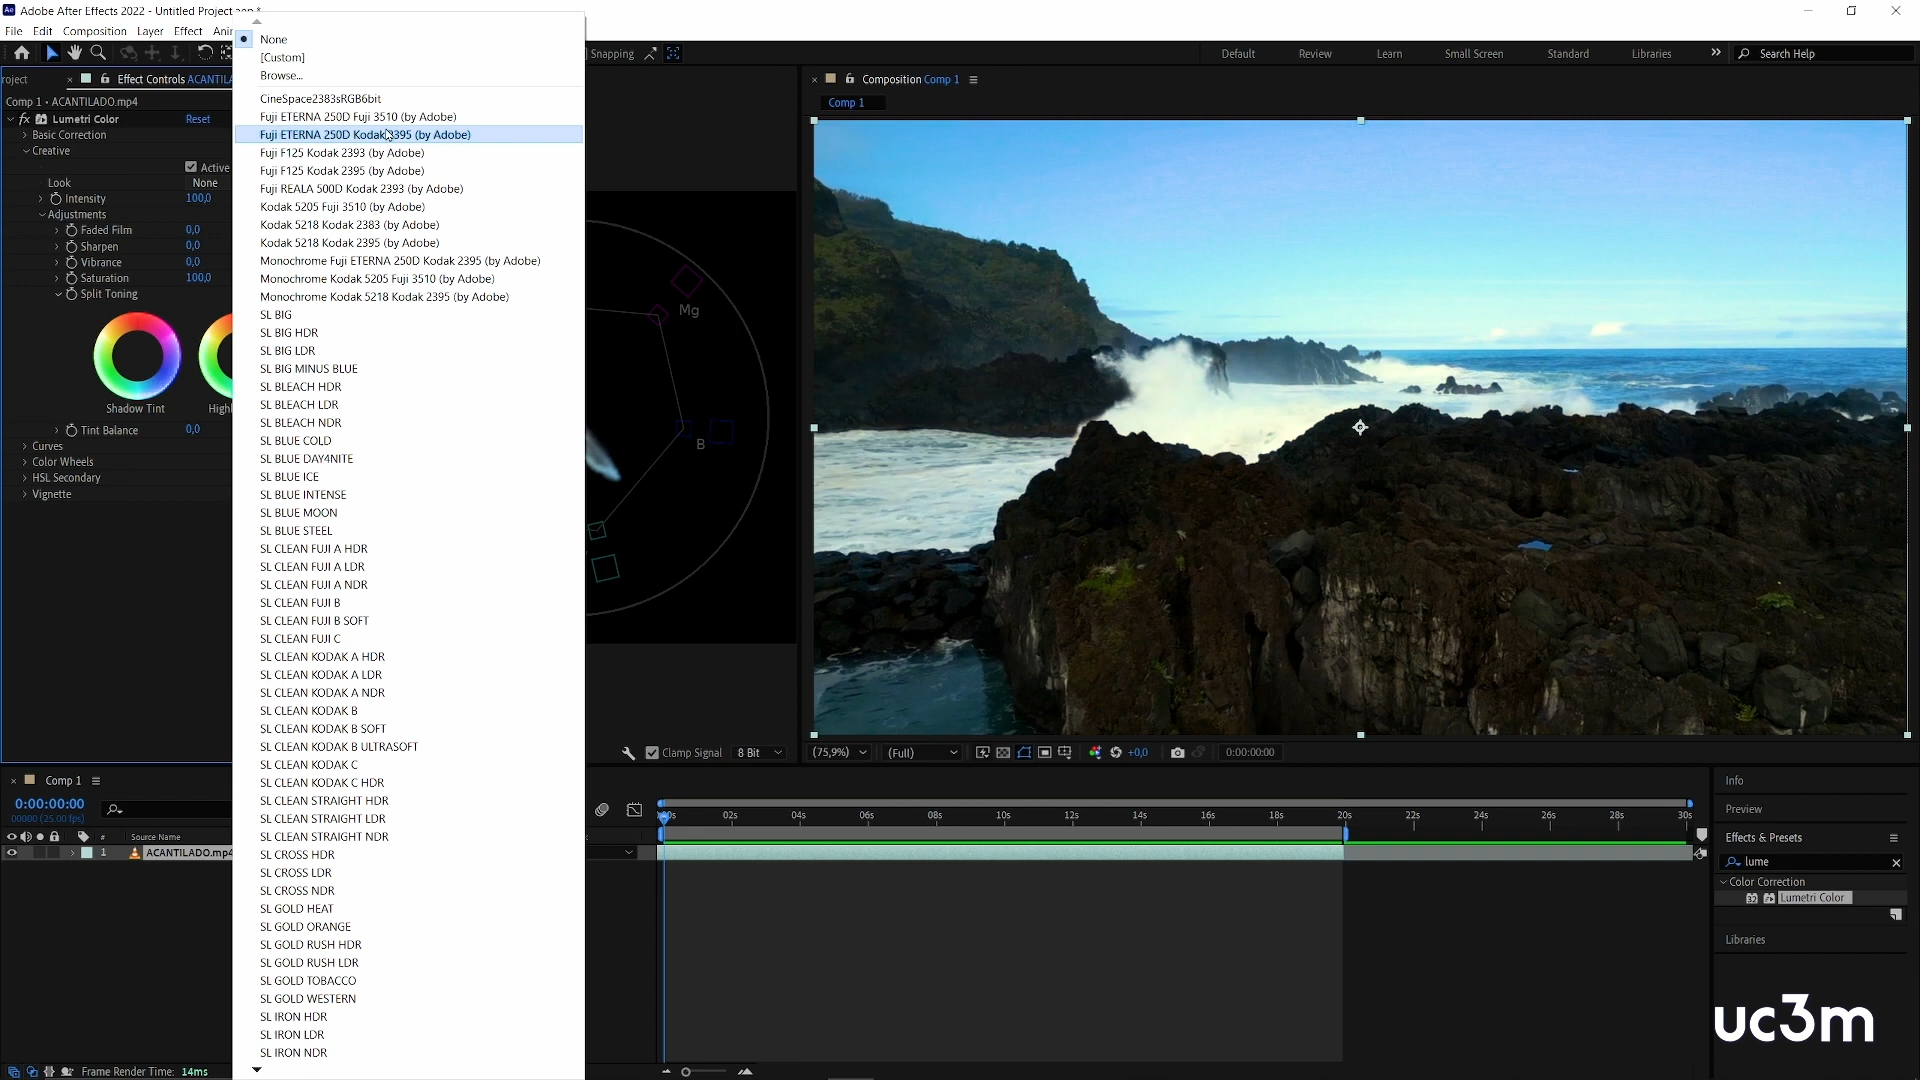 Adobe After Effects 2022 - Untitled Project.aep *
File Edit Composition Layer Effect Ani
Snapping
Default Review Learn Small Screen Standard Libraries
Search Help
roject
Effect Controls ACANTILA
Comp 1 • ACANTILADO.mp4
fx Lumetri Color Reset
Basic Correction
Creative
Active
Look None
Intensity 100,0
Adjustments
Faded Film 0,0
Sharpen 0,0
Vibrance 0,0
Saturation 100,0
Split Toning
Shadow Tint
Highl
Tint Balance 0,0
Curves
Color Wheels
HSL Secondary
Vignette
None
[Custom]
Browse...
CineSpace2383sRGB6bit
Fuji ETERNA 250D Fuji 3510 (by Adobe)
Fuji ETERNA 250D Kodak 2395 (by Adobe)
Fuji F125 Kodak 2393 (by Adobe)
Fuji F125 Kodak 2395 (by Adobe)
Fuji REALA 500D Kodak 2393 (by Adobe)
Kodak 5205 Fuji 3510 (by Adobe)
Kodak 5218 Kodak 2383 (by Adobe)
Kodak 5218 Kodak 2395 (by Adobe)
Monochrome Fuji ETERNA 250D Kodak 2395 (by Adobe)
Monochrome Kodak 5205 Fuji 3510 (by Adobe)
Monochrome Kodak 5218 Kodak 2395 (by Adobe)
SL BIG
SL BIG HDR
SL BIG LDR
SL BIG MINUS BLUE
SL BLEACH HDR
SL BLEACH LDR
SL BLEACH NDR
SL BLUE COLD
SL BLUE DAY4NITE
SL BLUE ICE
SL BLUE INTENSE
SL BLUE MOON
SL BLUE STEEL
SL CLEAN FUJI A HDR
SL CLEAN FUJI A LDR
SL CLEAN FUJI A NDR
SL CLEAN FUJI B
SL CLEAN FUJI B SOFT
SL CLEAN FUJI C
SL CLEAN KODAK A HDR
SL CLEAN KODAK A LDR
SL CLEAN KODAK A NDR
SL CLEAN KODAK B
SL CLEAN KODAK B SOFT
SL CLEAN KODAK B ULTRASOFT
SL CLEAN KODAK C
SL CLEAN KODAK C HDR
SL CLEAN STRAIGHT HDR
SL CLEAN STRAIGHT LDR
SL CLEAN STRAIGHT NDR
SL CROSS HDR
SL CROSS LDR
SL CROSS NDR
SL GOLD HEAT
SL GOLD ORANGE
SL GOLD RUSH HDR
SL GOLD RUSH LDR
SL GOLD TOBACCO
SL GOLD WESTERN
SL IRON HDR
SL IRON LDR
SL IRON NDR
Mg
B
Clamp Signal 8 Bit
Composition Comp 1
Comp 1
(75,9%) (Full) +0,0 0:00:00:00
Comp 1
0:00:00:00
00000 (25.00 fps)
# Source Name
1 ACANTILADO.mp4
02s 04s 06s 08s 10s 12s 14s 16s 18s 20s 22s 24s 26s 28s 30s
Frame Render Time: 14ms
Info
Preview
Effects & Presets
lume
Color Correction
32 Lumetri Color
Libraries
uc3m